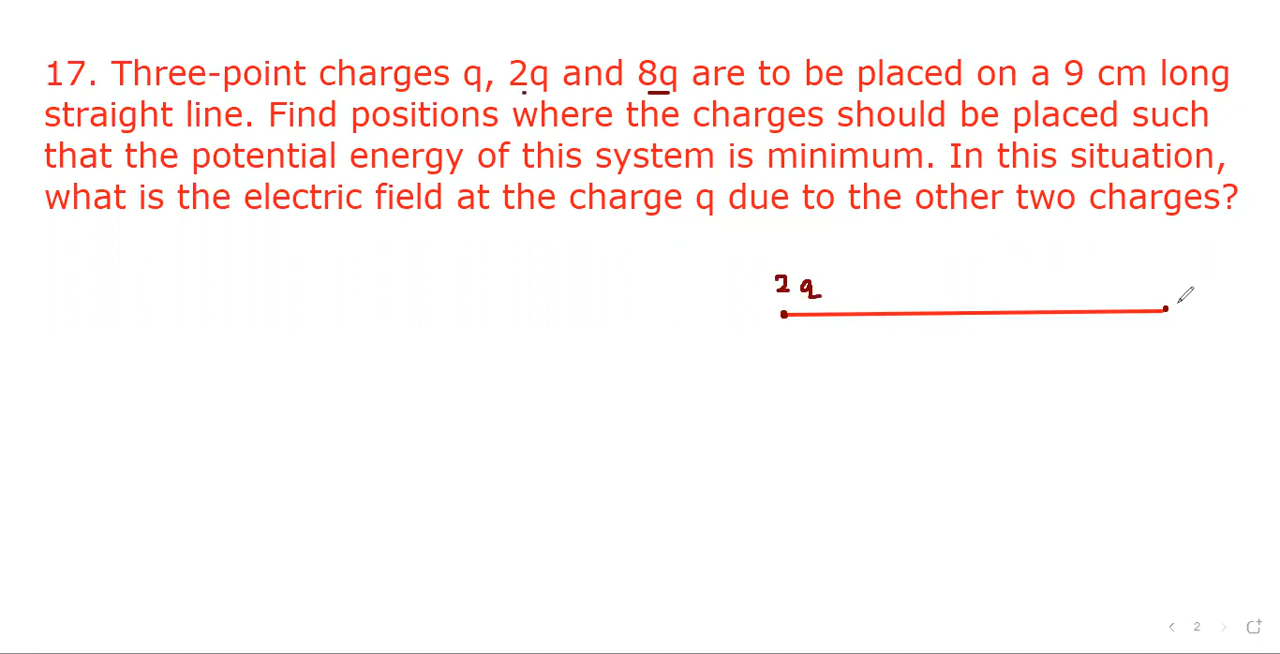 17. Three-point charges q, 2q and 8q are to be placed on a 9 cm long
straight line. Find positions where the charges should be placed such
that the potential energy of this system is minimum. In this situation,
what is the electric field at the charge q due to the other two charges?
2q
2